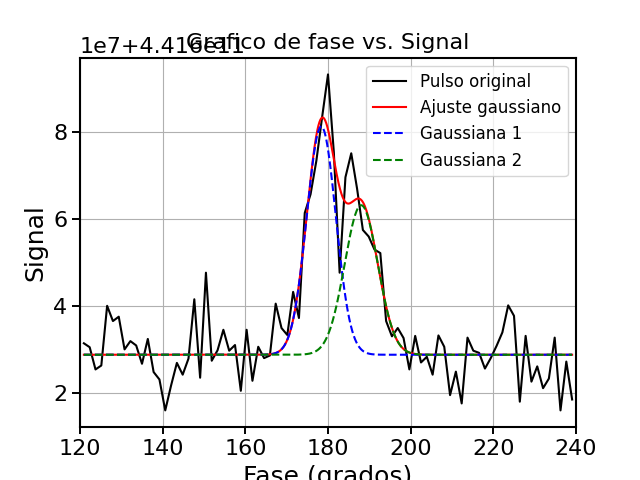 1e7+4.416e11
Grafico de fase vs. Signal
Pulso original
Ajuste gaussiano
Gaussiana 1
Gaussiana 2
Signal
8
6
4
2
120 140 160 180 200 220 240
Fase (grados)